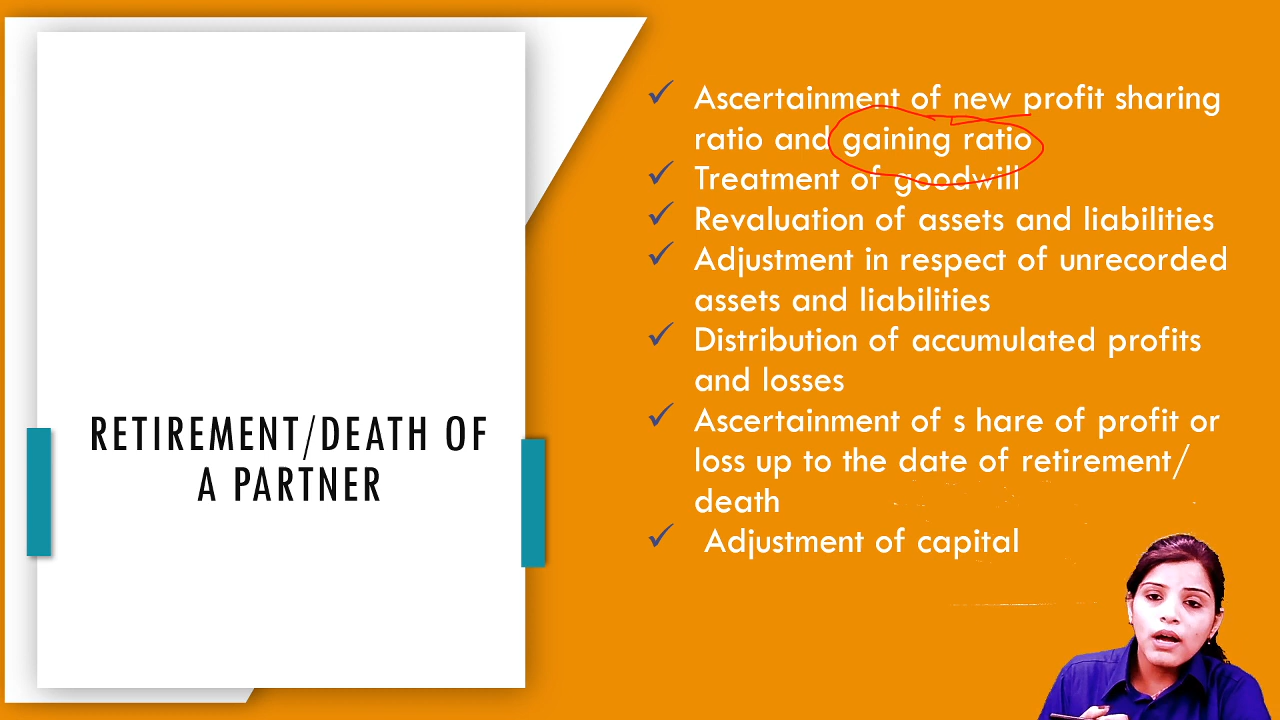 RETIREMENT/DEATH OF
A PARTNER
✓ Ascertainment of new profit sharing
ratio and gaining ratio
✓ Treatment of goodwill
✓ Revaluation of assets and liabilities
✓ Adjustment in respect of unrecorded
assets and liabilities
✓ Distribution of accumulated profits
and losses
✓ Ascertainment of s hare of profit or
loss up to the date of retirement/
death
✓ Adjustment of capital